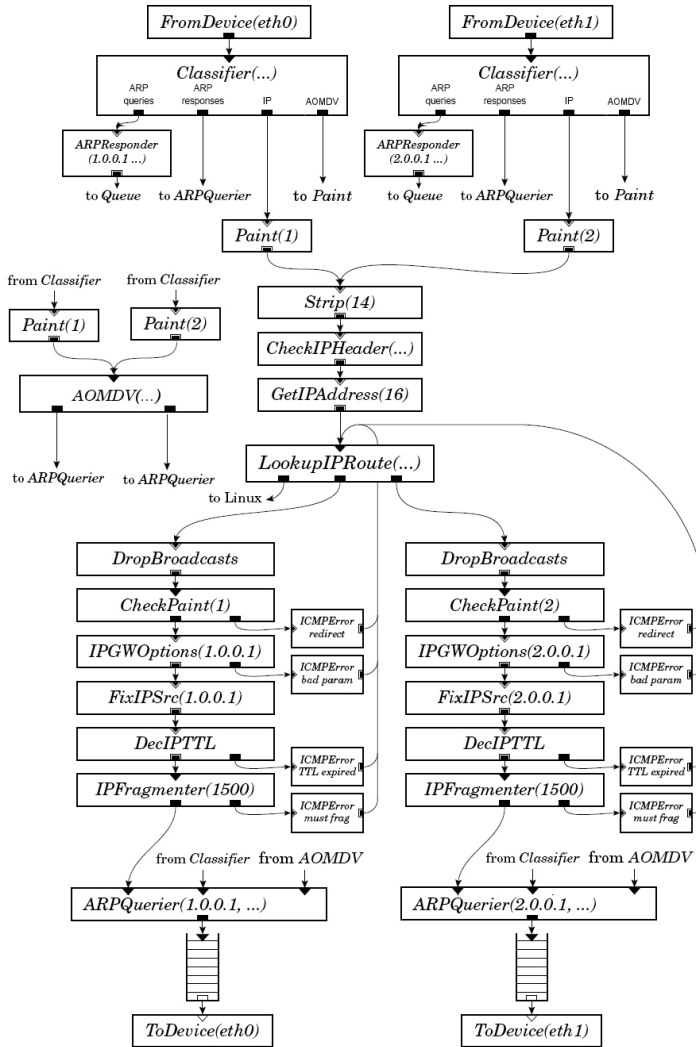 FromDevice(eth0)
FromDevice(eth1)
Classifier(...)
ARP queries
ARP responses
IP
AOMDV
Classifier(...)
ARP queries
ARP responses
IP
AOMDV
ARPResponder
(1.0.0.1 ...)
ARPResponder
(2.0.0.1 ...)
to Queue
to ARPQuerier
to Paint
to Queue
to ARPQuerier
to Paint
Paint(1)
Paint(2)
from Classifier
from Classifier
Paint(1)
Paint(2)
Strip(14)
CheckIPHeader(...)
AOMDV(...)
GetIPAddress(16)
to ARPQuerier
to ARPQuerier
LookupIPRoute(...)
to Linux
DropBroadcasts
DropBroadcasts
CheckPaint(1)
ICMPError
redirect
CheckPaint(2)
ICMPError
redirect
IPGWOptions(1.0.0.1)
ICMPError
bad param
IPGWOptions(2.0.0.1)
ICMPError
bad param
FixIPSrc(1.0.0.1)
FixIPSrc(2.0.0.1)
DecIPTTL
ICMPError
TTL expired
DecIPTTL
ICMPError
TTL expired
IPFragmenter(1500)
ICMPError
must frag
IPFragmenter(1500)
ICMPError
must frag
from Classifier
from AOMDV
from Classifier
from AOMDV
ARPQuerier(1.0.0.1, ...)
ARPQuerier(2.0.0.1, ...)
ToDevice(eth0)
ToDevice(eth1)